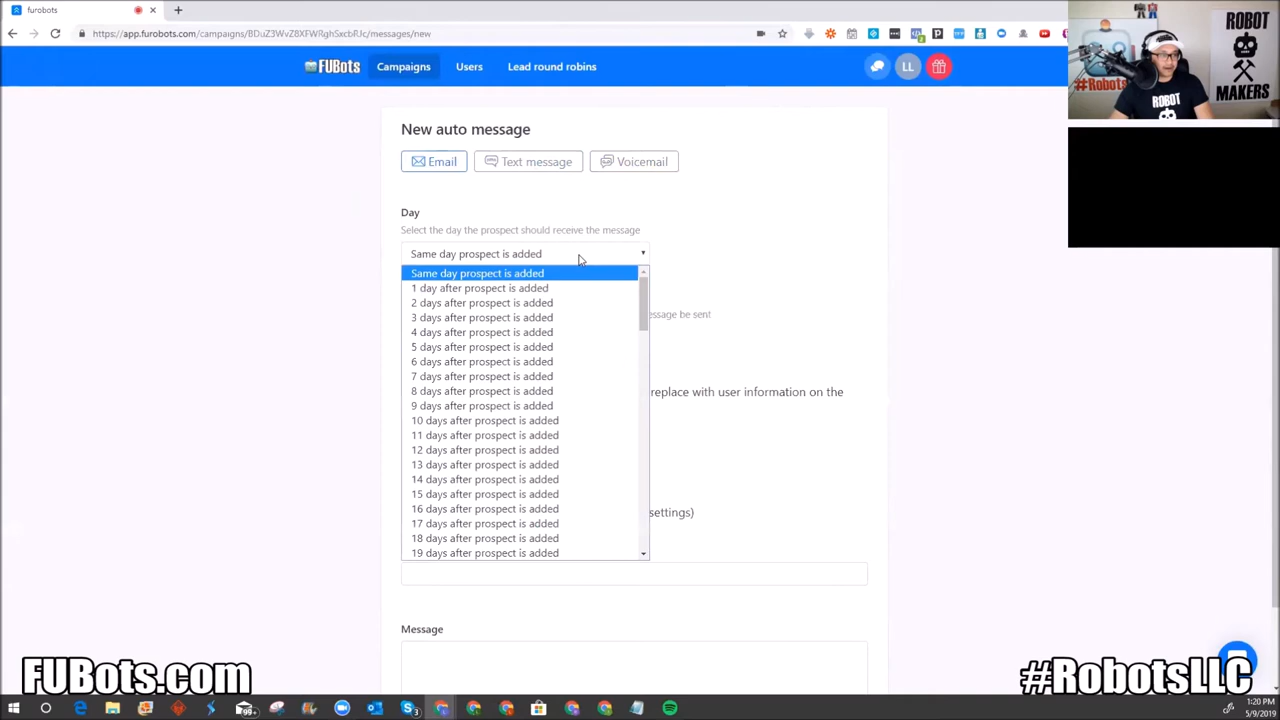 furobots
https://app.furobots.com/campaigns/BDuZ3WvZ8XFWRghSxcbRJc/messages/new
FUBots
Campaigns
Users
Lead round robins
LL
#Robots
ROBOT
ROBOT
MAKERS
New auto message
Email
Text message
Voicemail
Day
Select the day the prospect should receive the message
Same day prospect is added
Same day prospect is added
1 day after prospect is added
2 days after prospect is added
3 days after prospect is added
4 days after prospect is added
5 days after prospect is added
6 days after prospect is added
7 days after prospect is added
8 days after prospect is added
9 days after prospect is added
10 days after prospect is added
11 days after prospect is added
12 days after prospect is added
13 days after prospect is added
14 days after prospect is added
15 days after prospect is added
16 days after prospect is added
17 days after prospect is added
18 days after prospect is added
19 days after prospect is added
message be sent
replace with user information on the
settings)
Message
FUBots.com
#RobotsLLC
99+
1:20 PM
5/9/2019